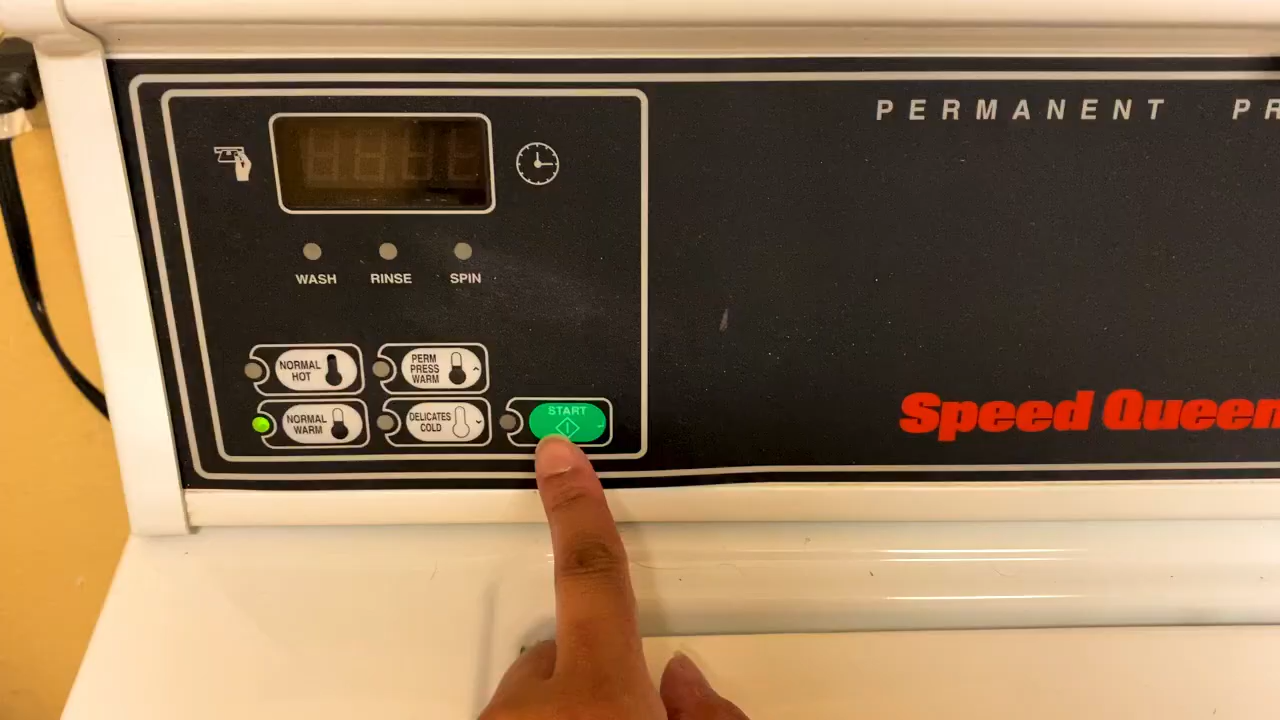 PERMANENT PR
WASH RINSE SPIN
NORMAL HOT
PERM PRESS WARM
NORMAL WARM
DELICATES COLD
START
Speed Queen